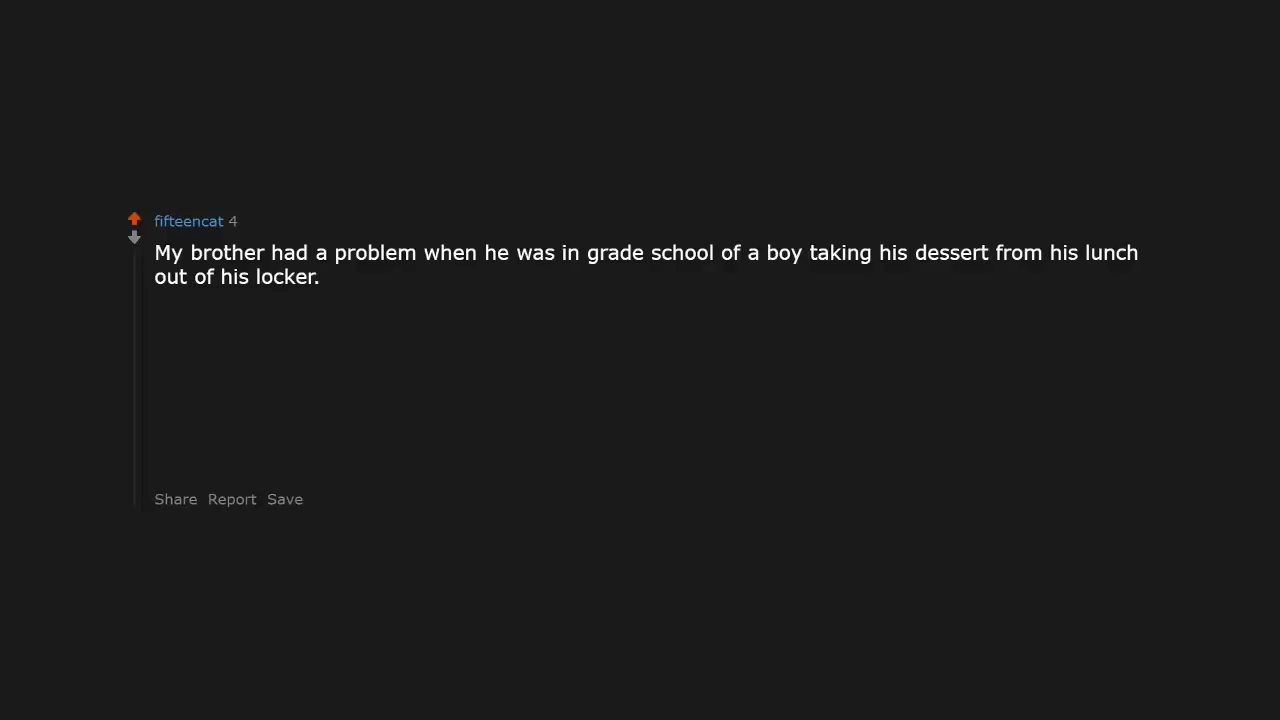 fifteencat 4
My brother had a problem when he was in grade school of a boy taking his dessert from his lunch
out of his locker.
Share Report Save